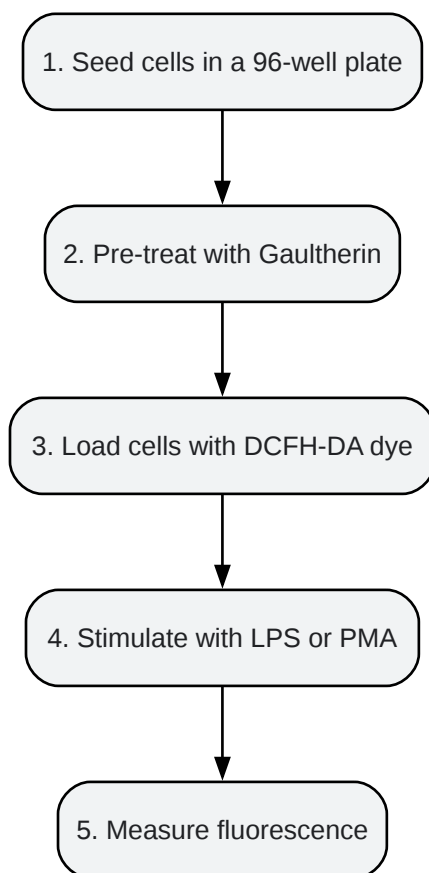 1. Seed cells in a 96-well plate
2. Pre-treat with Gaultherin
3. Load cells with DCFH-DA dye
4. Stimulate with LPS or PMA
5. Measure fluorescence